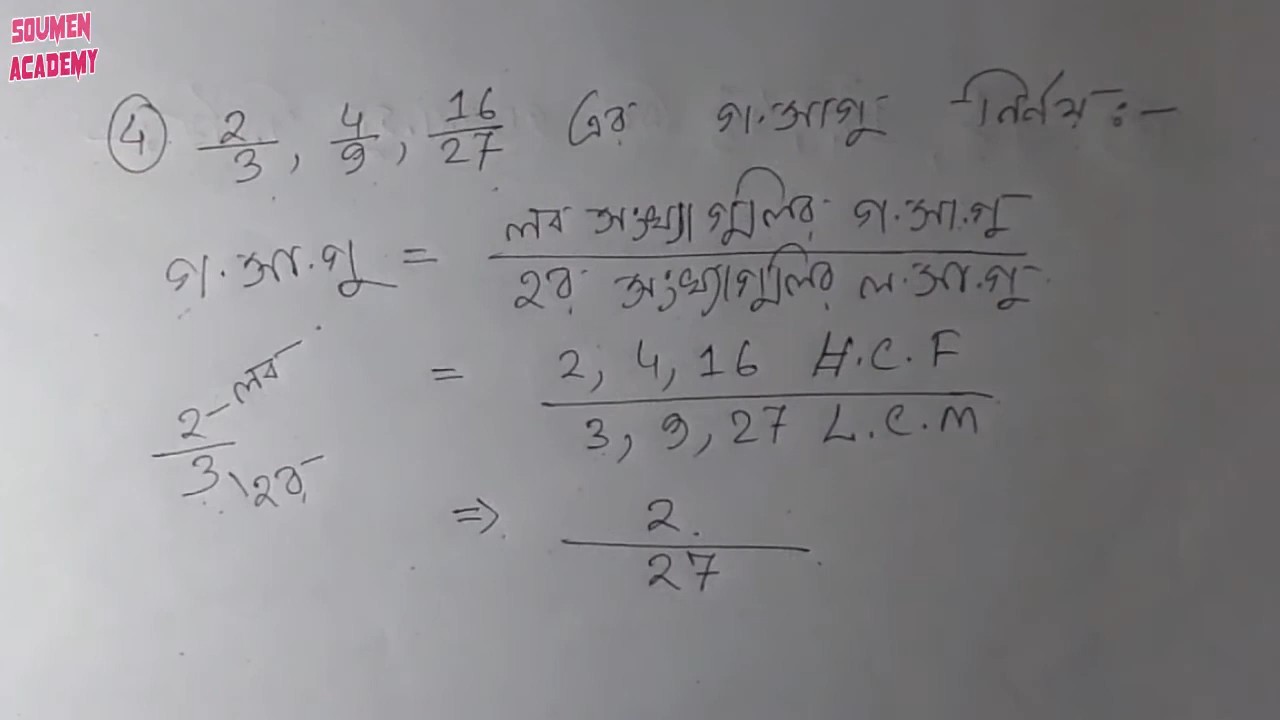 SOUMEN
ACADEMY
④ 2/3, 4/9, 16/27 এর গ.সাগু নির্নয় :-
গ.সা.গু = লব সংখ্যা গুলির গ.সা.গু
হর সংখ্যাগুলির ল.সা.গু
= 2, 4, 16 H.C.F
3, 9, 27 L.C.M
2 - লব
3 \ হর
⇒ 2
27